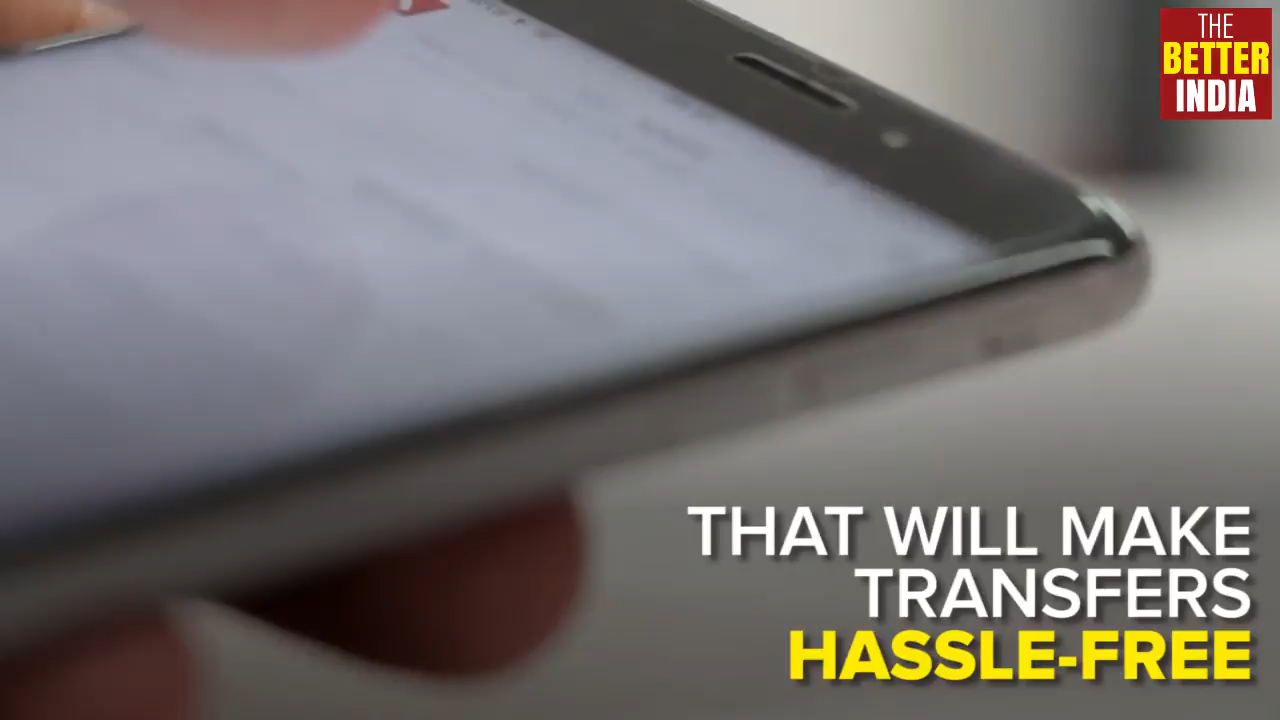 THE
BETTER
INDIA
THAT WILL MAKE
TRANSFERS
HASSLE-FREE